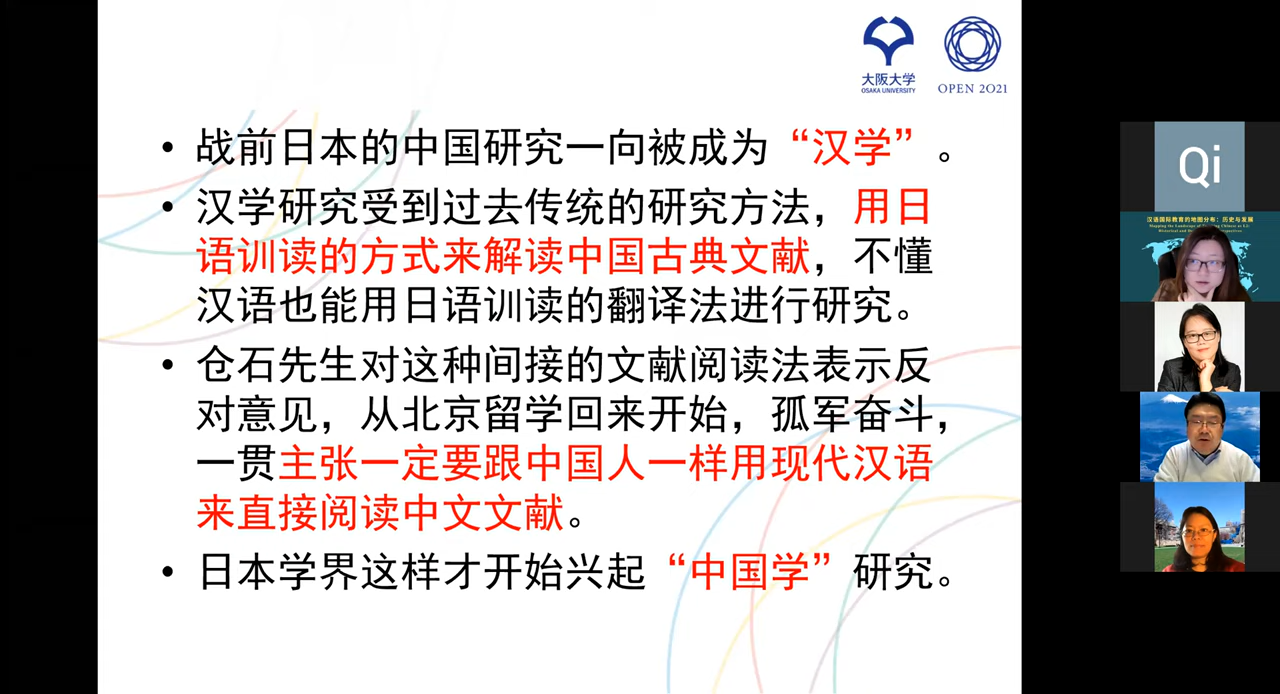 大阪大学
OSAKA UNIVERSITY
OPEN 2021
• 战前日本的中国研究一向被成为“汉学”。
• 汉学研究受到过去传统的研究方法，用日
语训读的方式来解读中国古典文献，不懂
汉语也能用日语训读的翻译法进行研究。
• 仓石先生对这种间接的文献阅读法表示反
对意见，从北京留学回来开始，孤军奋斗，
一贯主张一定要跟中国人一样用现代汉语
来直接阅读中文文献。
• 日本学界这样才开始兴起“中国学”研究。
Qi
汉语国际教育的地图分布：历史与发展